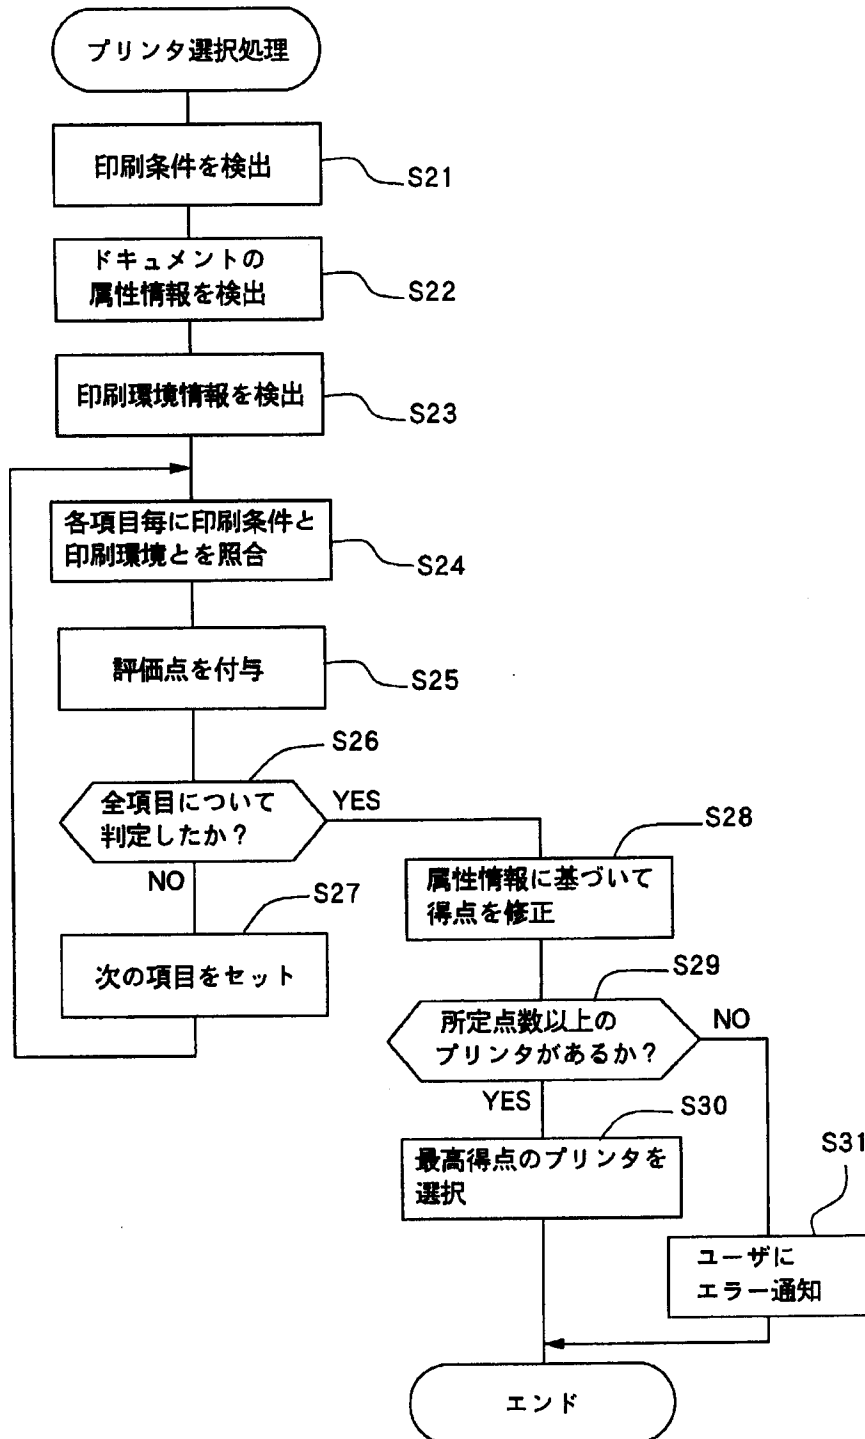 プリンタ選択処理
印刷条件を検出
S21
ドキュメントの
属性情報を検出
S22
印刷環境情報を検出
S23
各項目毎に印刷条件と
印刷環境とを照合
S24
評価点を付与
S25
S26
全項目について
判定したか?
YES
NO
S27
次の項目をセット
S28
属性情報に基づいて
得点を修正
S29
所定点数以上の
プリンタがあるか?
NO
YES
S30
最高得点のプリンタを
選択
S31
ユーザに
エラー通知
エンド